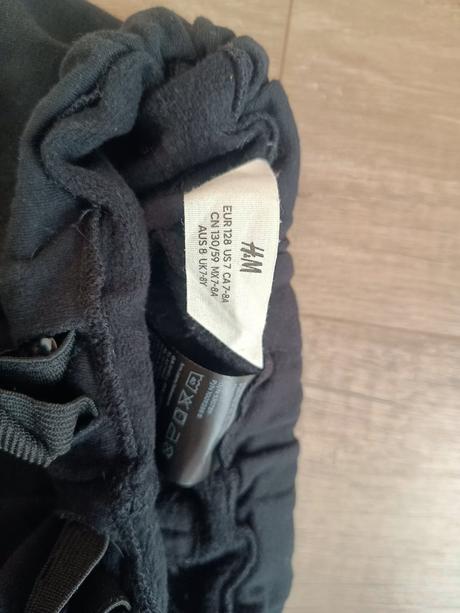 H&M
EUR 128 US 7 CA 7-8A
CN 130/59 MX 7-8A
AUS 8 UK 7-8Y